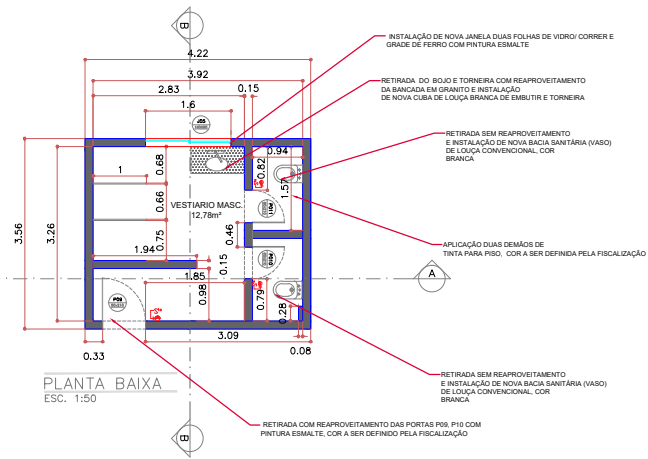 B
INSTALAÇÃO DE NOVA JANELA DUAS FOLHAS DE VIDRO/ CORRER E
GRADE DE FERRO COM PINTURA ESMALTE
4.22
3.92
2.83
0.15
1.6
J05
RETIRADA DO BOJO E TORNEIRA COM REAPROVEITAMENTO
DA BANCADA EM GRANITO E INSTALAÇÃO
DE NOVA CUBA DE LOUÇA BRANCA DE EMBUTIR E TORNEIRA
RETIRADA SEM REAPROVEITAMENTO
E INSTALAÇÃO DE NOVA BACIA SANITÁRIA (VASO)
DE LOUÇA CONVENCIONAL, COR
BRANCA
0.94
0.68
0.82
1
1.57
3.56
3.26
0.66
VESTIARIO MASC.
12,78m²
P011
0.75
0.46
APLICAÇÃO DUAS DEMÃOS DE
TINTA PARA PISO, COR A SER DEFINIDA PELA FISCALIZAÇÃO
1.94
0.15
P010
1.85
A
0.98
0.79
0.28
P09
3.09
0.33
0.08
RETIRADA SEM REAPROVEITAMENTO
E INSTALAÇÃO DE NOVA BACIA SANITÁRIA (VASO)
DE LOUÇA CONVENCIONAL, COR
BRANCA
PLANTA BAIXA
ESC. 1:50
RETIRADA COM REAPROVEITAMENTO DAS PORTAS P09, P10 COM
PINTURA ESMALTE, COR A SER DEFINIDO PELA FISCALIZAÇÃO
B